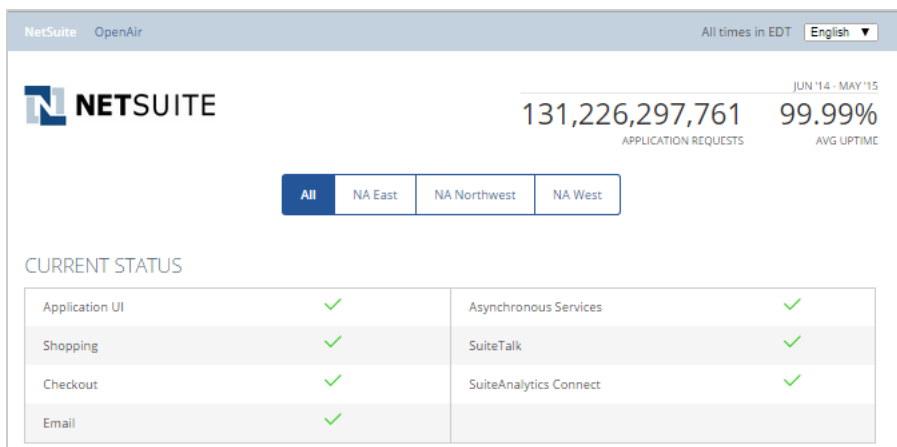 NetSuite OpenAir All times in EDT English
NETSUITE
JUN '14 - MAY '15
131,226,297,761 99.99%
APPLICATION REQUESTS AVG UPTIME
All NA East NA Northwest NA West
CURRENT STATUS
Application UI Asynchronous Services
Shopping SuiteTalk
Checkout SuiteAnalytics Connect
Email